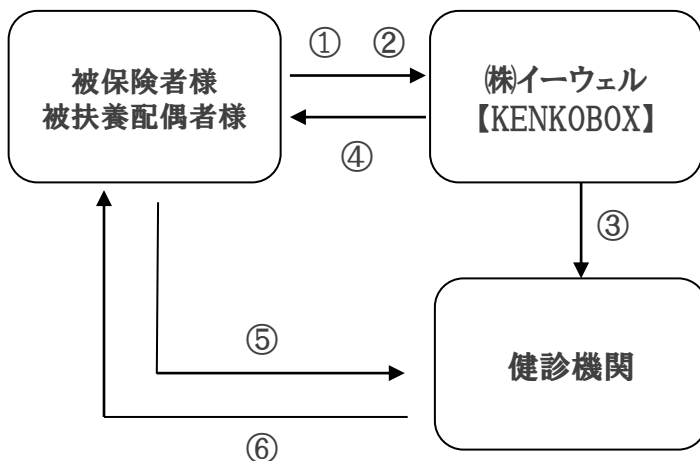 ① ②
被保険者様
被扶養配偶者様
㈱イーウェル
【KENKOBOX】
④
③
⑤
健診機関
⑥